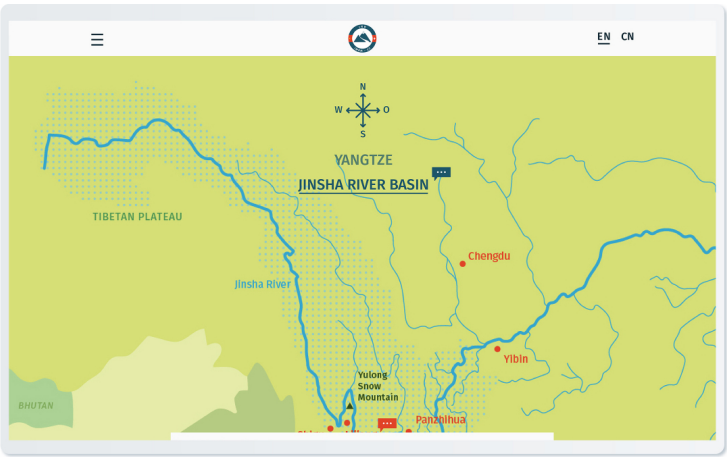 EN CN
N
W O
S
YANGTZE
JINSHA RIVER BASIN
TIBETAN PLATEAU
Chengdu
Jinsha River
Yibin
Yulong
Snow
Mountain
BHUTAN
Panzhihua